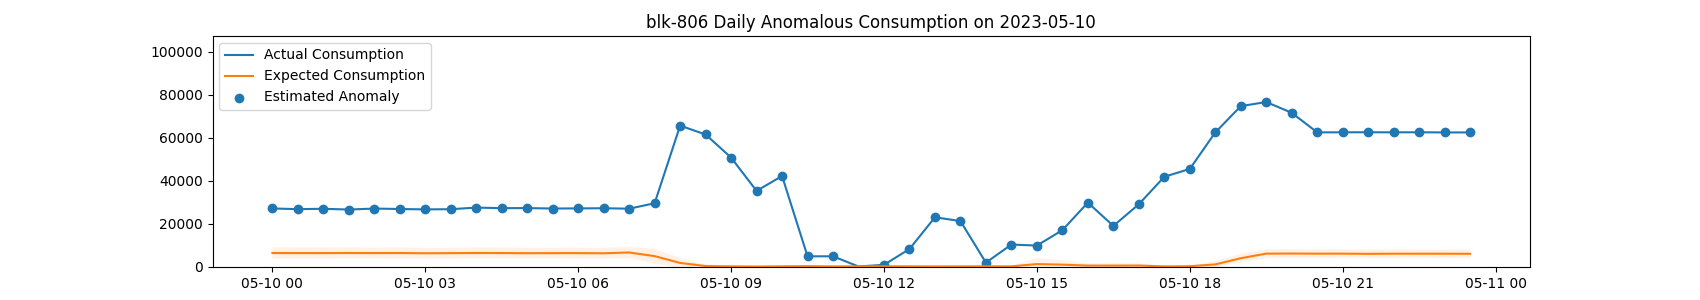 blk-806 Daily Anomalous Consumption on 2023-05-10
Actual Consumption
Expected Consumption
Estimated Anomaly
100000
80000
60000
40000
20000
0
05-10 00 05-10 03 05-10 06 05-10 09 05-10 12 05-10 15 05-10 18 05-10 21 05-11 00